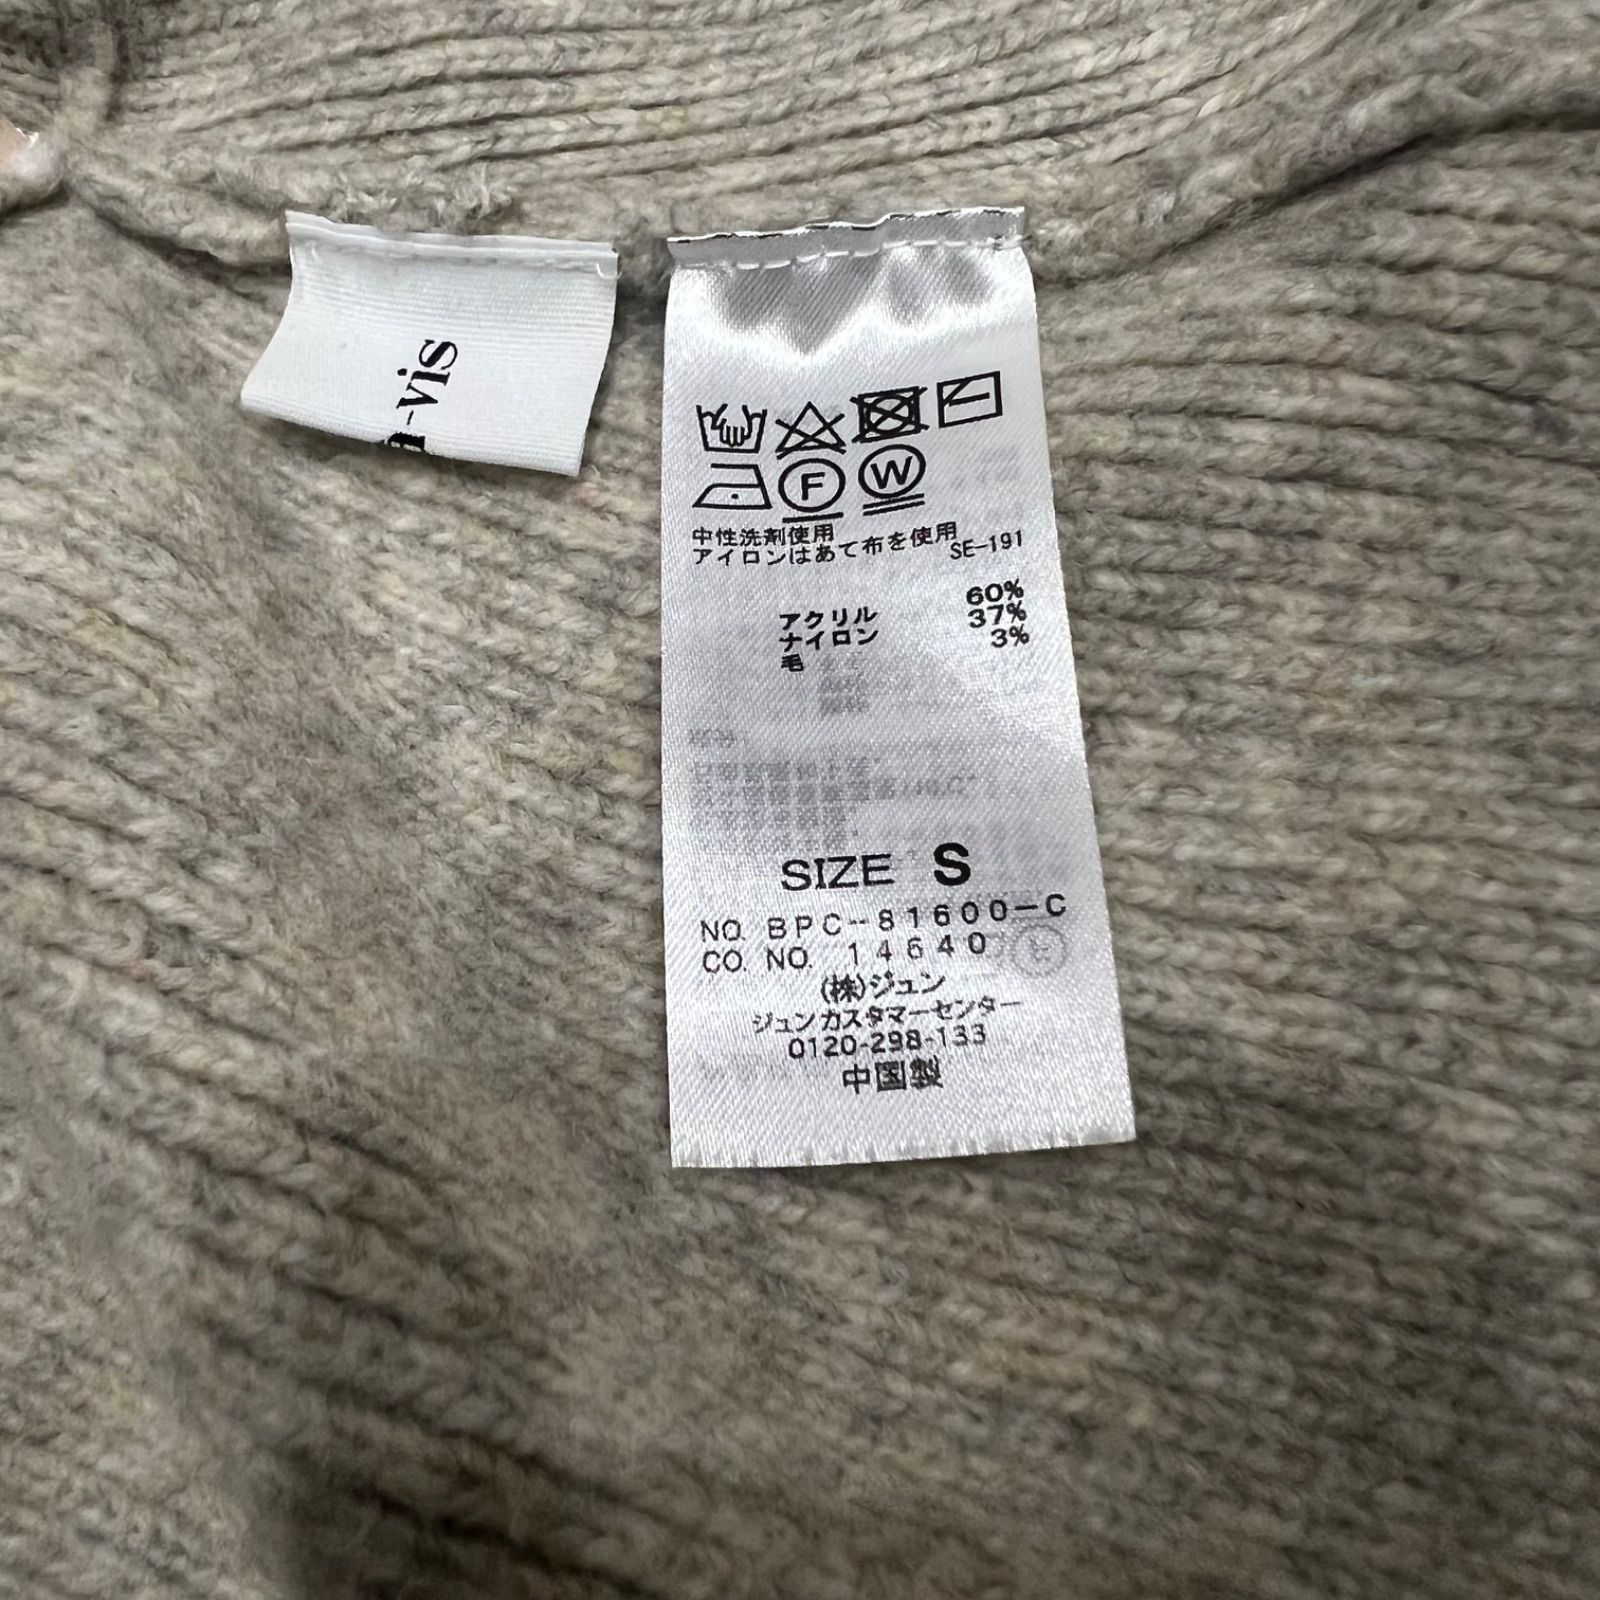 -vis
F W
中性洗剤使用
アイロンはあて布を使用 SE-191
アクリル 60%
ナイロン 37%
毛 3%
SIZE S
NO. BPC-81600-C
CO. NO. 14640
(株)ジュン
ジュンカスタマーセンター
0120-298-133
中国製